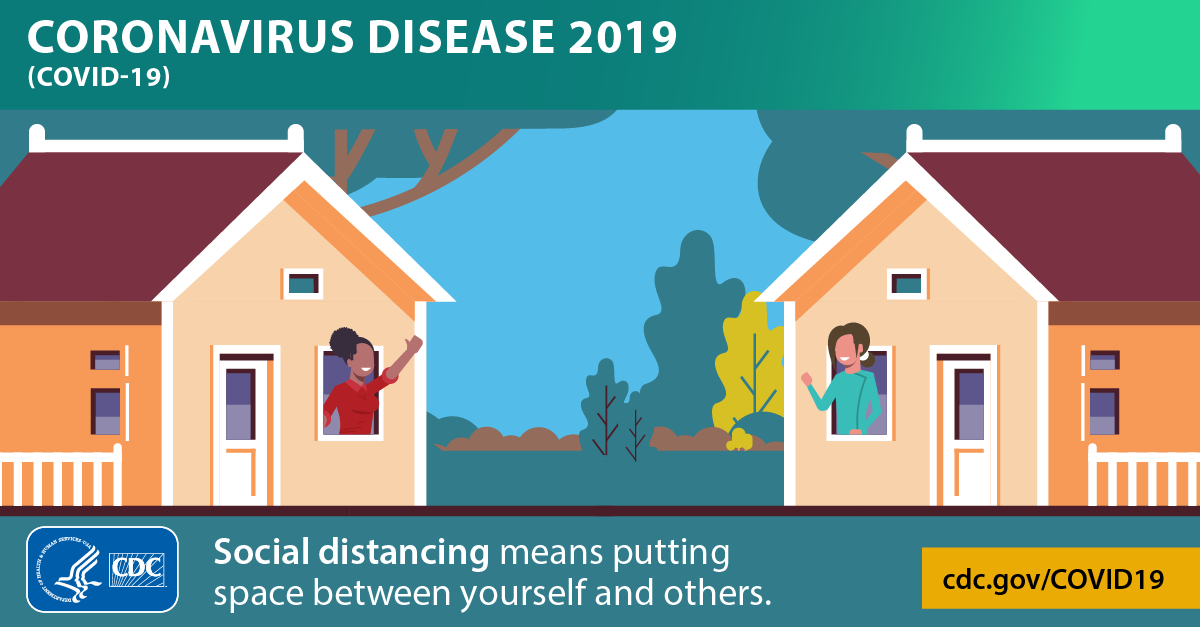 CORONAVIRUS DISEASE 2019
(COVID-19)
DEPARTMENT OF HEALTH & HUMAN SERVICES USA
CDC
Social distancing means putting
space between yourself and others.
cdc.gov/COVID19